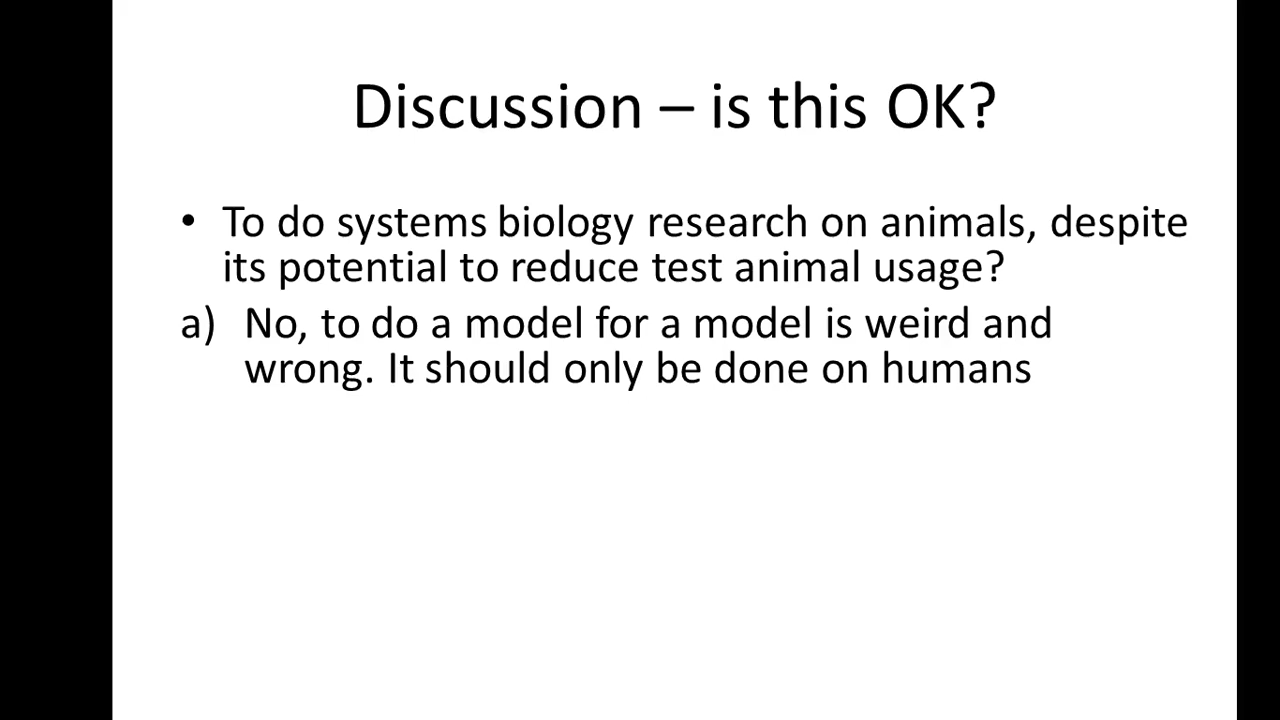 Discussion – is this OK?
• To do systems biology research on animals, despite
its potential to reduce test animal usage?
a) No, to do a model for a model is weird and
wrong. It should only be done on humans